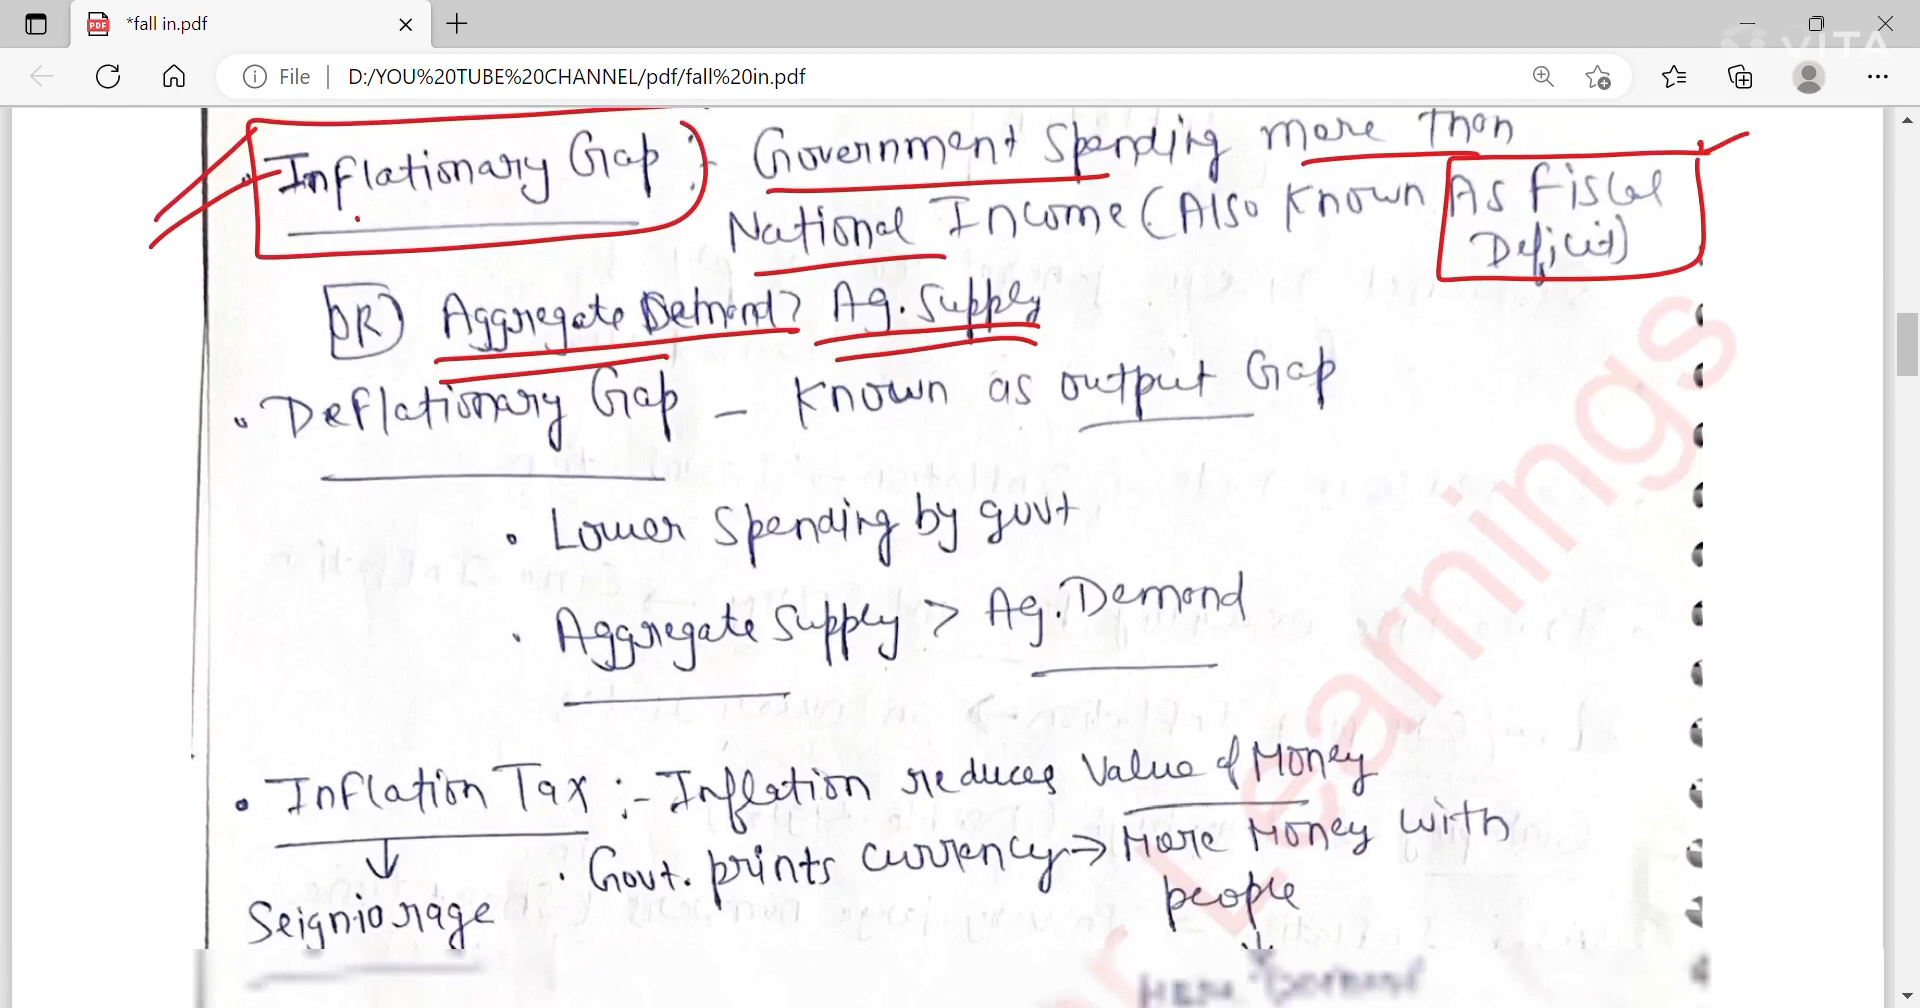 *fall in.pdf
VITA
File
D:/YOU%20TUBE%20CHANNEL/pdf/fall%20in.pdf
Inflationary Gap :- Government Spending more than
National Income (Also Known As Fiscal
Deficit)
OR Aggregate Demand > Ag. Supply
• Deflationary Gap - Known as output Gap
• Lower Spending by govt
• Aggregate Supply > Ag. Demand
• Inflation Tax :- Inflation reduces Value of Money
↓ • Govt. prints currency → More Money with
Seigniorage people
↓
Learnings